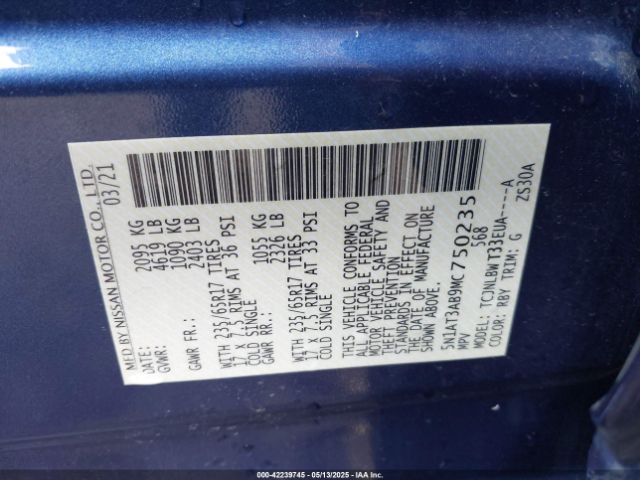 MFD BY NISSAN MOTOR CO., LTD.
DATE: 03/21
GVWR: 2095 KG
4619 LB
GAWR FR.: 1090 KG
2403 LB
WITH 235/65R17 TIRES
17 X 7.5 RIMS AT 36 PSI
COLD SINGLE
GAWR RR.: 1055 KG
2326 LB
WITH 235/65R17 TIRES
17 X 7.5 RIMS AT 33 PSI
COLD SINGLE
THIS VEHICLE CONFORMS TO
ALL APPLICABLE FEDERAL
MOTOR VEHICLE SAFETY AND
THEFT PREVENTION
STANDARDS IN EFFECT ON
THE DATE OF MANUFACTURE
SHOWN ABOVE.
5N1AT3AB9MC750235
MPV 568
MODEL: TCJNLBWT33EUA-----A
COLOR: RBY TRIM: G ZS30A
000-42239745 - 05/13/2025 - IAAI.COM